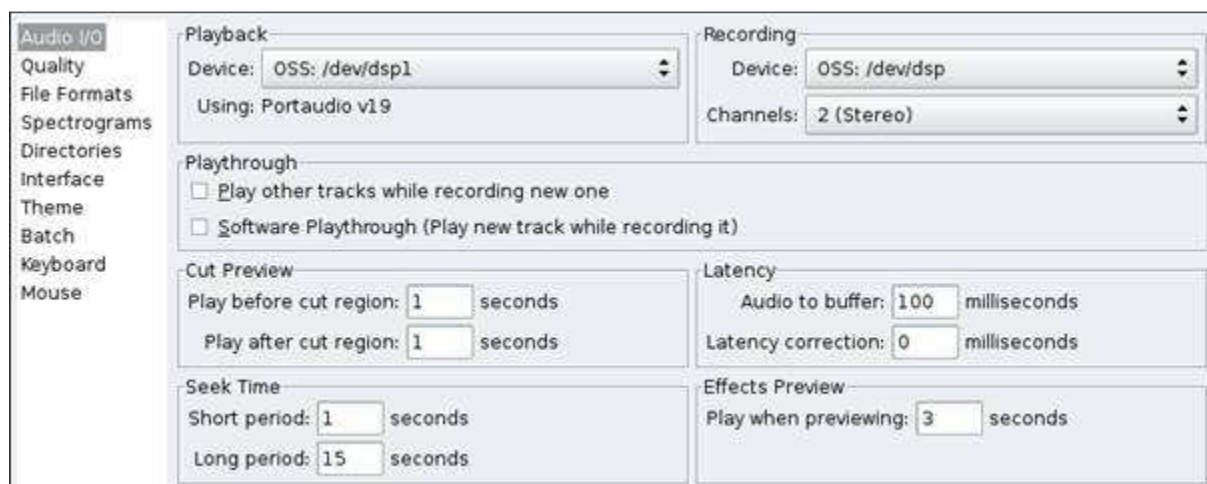 Audio I/O
Quality
File Formats
Spectrograms
Directories
Interface
Theme
Batch
Keyboard
Mouse
Playback
Device: OSS: /dev/dsp1
Using: Portaudio v19
Recording
Device: OSS: /dev/dsp
Channels: 2 (Stereo)
Playthrough
Play other tracks while recording new one
Software Playthrough (Play new track while recording it)
Cut Preview
Play before cut region: 1 seconds
Play after cut region: 1 seconds
Latency
Audio to buffer: 100 milliseconds
Latency correction: 0 milliseconds
Seek Time
Short period: 1 seconds
Long period: 15 seconds
Effects Preview
Play when previewing: 3 seconds